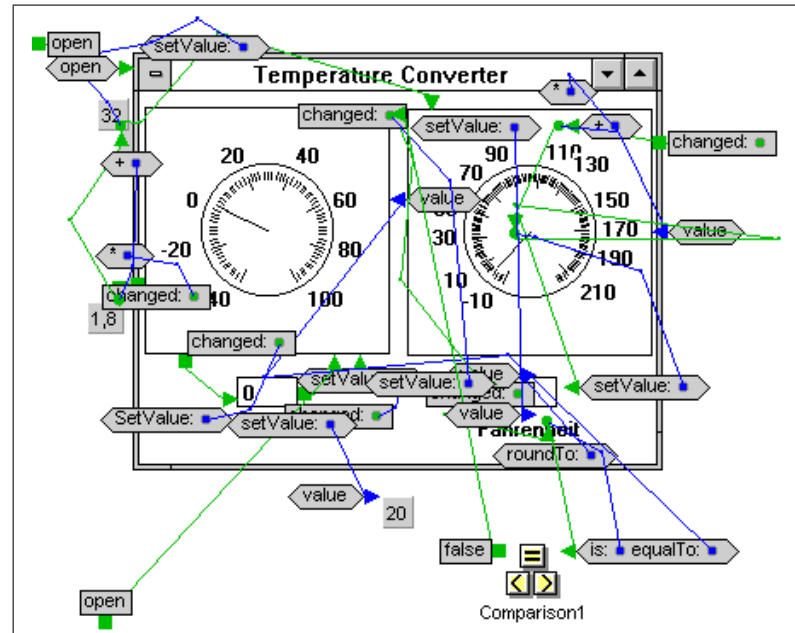 open
setValue:
open
Temperature Converter
*
32
changed:
setValue:
+
changed:
+
20
40
0
60
-20
80
40
100
value
70
90
110
130
150
170
190
210
30
10
-10
value
*
changed:
1,8
changed:
value
0
setValue:
setValue:
SetValue:
setValue:
value
Fahrenheit
roundTo:
value
20
false
is:
equalTo:
open
Comparison1